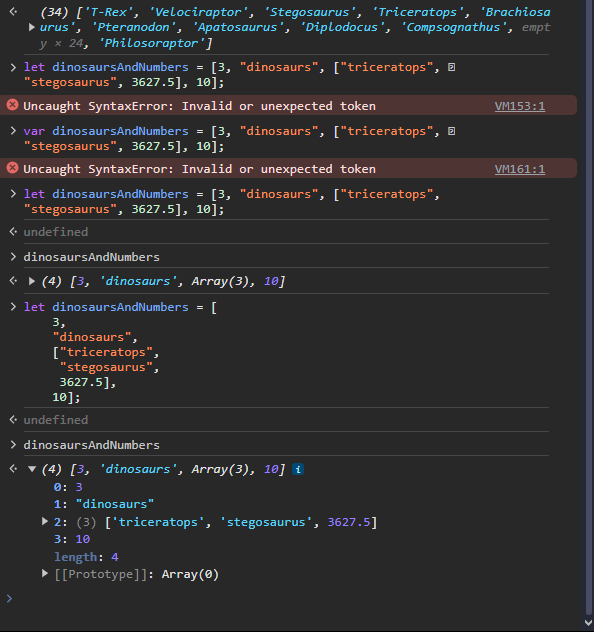 (34) ['T-Rex', 'Velociraptor', 'Stegosaurus', 'Triceratops', 'Brachiosa
urus', 'Pteranodon', 'Apatosaurus', 'Diplodocus', 'Compsognathus', empt
y × 24, 'Philosoraptor']
let dinosaursAndNumbers = [3, "dinosaurs", ["triceratops",
"stegosaurus", 3627.5], 10];
Uncaught SyntaxError: Invalid or unexpected token VM153:1
var dinosaursAndNumbers = [3, "dinosaurs", ["triceratops",
"stegosaurus", 3627.5], 10];
Uncaught SyntaxError: Invalid or unexpected token VM161:1
let dinosaursAndNumbers = [3, "dinosaurs", ["triceratops",
"stegosaurus", 3627.5], 10];
undefined
dinosaursAndNumbers
(4) [3, 'dinosaurs', Array(3), 10]
let dinosaursAndNumbers = [
3,
"dinosaurs",
["triceratops",
"stegosaurus",
3627.5],
10];
undefined
dinosaursAndNumbers
(4) [3, 'dinosaurs', Array(3), 10] i
0: 3
1: "dinosaurs"
2: (3) ['triceratops', 'stegosaurus', 3627.5]
3: 10
length: 4
[[Prototype]]: Array(0)